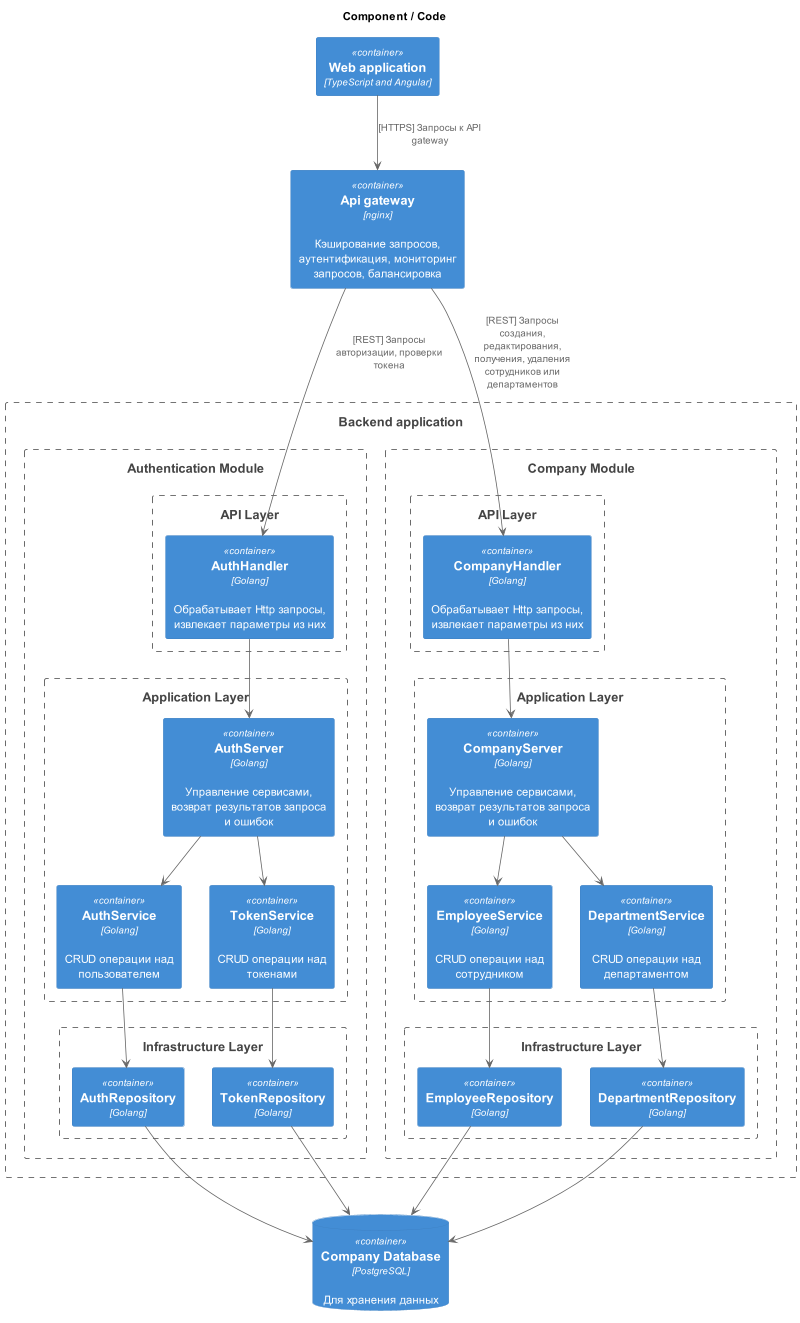 Component / Code
«container»
Web application
[TypeScript and Angular]
[HTTPS] Запросы к API
gateway
«container»
Api gateway
[nginx]
Кэширование запросов,
аутентификация, мониторинг
запросов, балансировка
[REST] Запросы
авторизации, проверки
токена
[REST] Запросы
создания,
редактирования,
получения, удаления
сотрудников или
департаментов
Backend application
Authentication Module
API Layer
«container»
AuthHandler
[Golang]
Обрабатывает Http запросы,
извлекает параметры из них
Application Layer
«container»
AuthServer
[Golang]
Управление сервисами,
возврат результатов запроса
и ошибок
«container»
AuthService
[Golang]
CRUD операции над
пользователем
«container»
TokenService
[Golang]
CRUD операции над
токенами
Infrastructure Layer
«container»
AuthRepository
[Golang]
«container»
TokenRepository
[Golang]
Company Module
API Layer
«container»
CompanyHandler
[Golang]
Обрабатывает Http запросы,
извлекает параметры из них
Application Layer
«container»
CompanyServer
[Golang]
Управление сервисами,
возврат результатов запроса
и ошибок
«container»
EmployeeService
[Golang]
CRUD операции над
сотрудником
«container»
DepartmentService
[Golang]
CRUD операции над
департаментом
Infrastructure Layer
«container»
EmployeeRepository
[Golang]
«container»
DepartmentRepository
[Golang]
«container»
Company Database
[PostgreSQL]
Для хранения данных